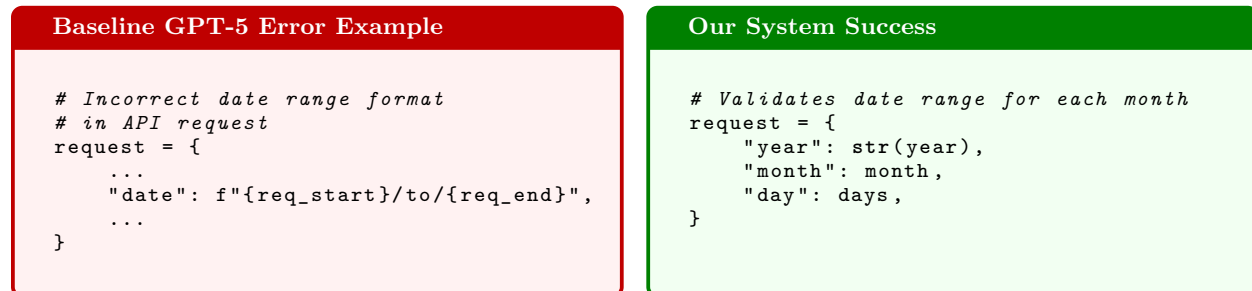 Baseline GPT-5 Error Example
# Incorrect date range format
# in API request
request = {
...
"date": f"{req_start}/to/{req_end}",
...
}
Our System Success
# Validates date range for each month
request = {
"year": str(year),
"month": month,
"day": days,
}